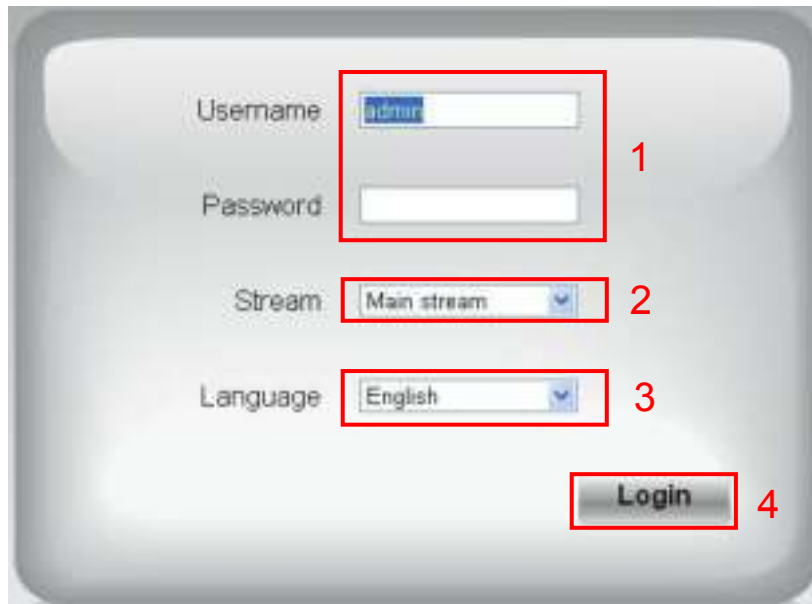 Username admin
1
Password
Stream Main stream 2
Language English 3
Login 4